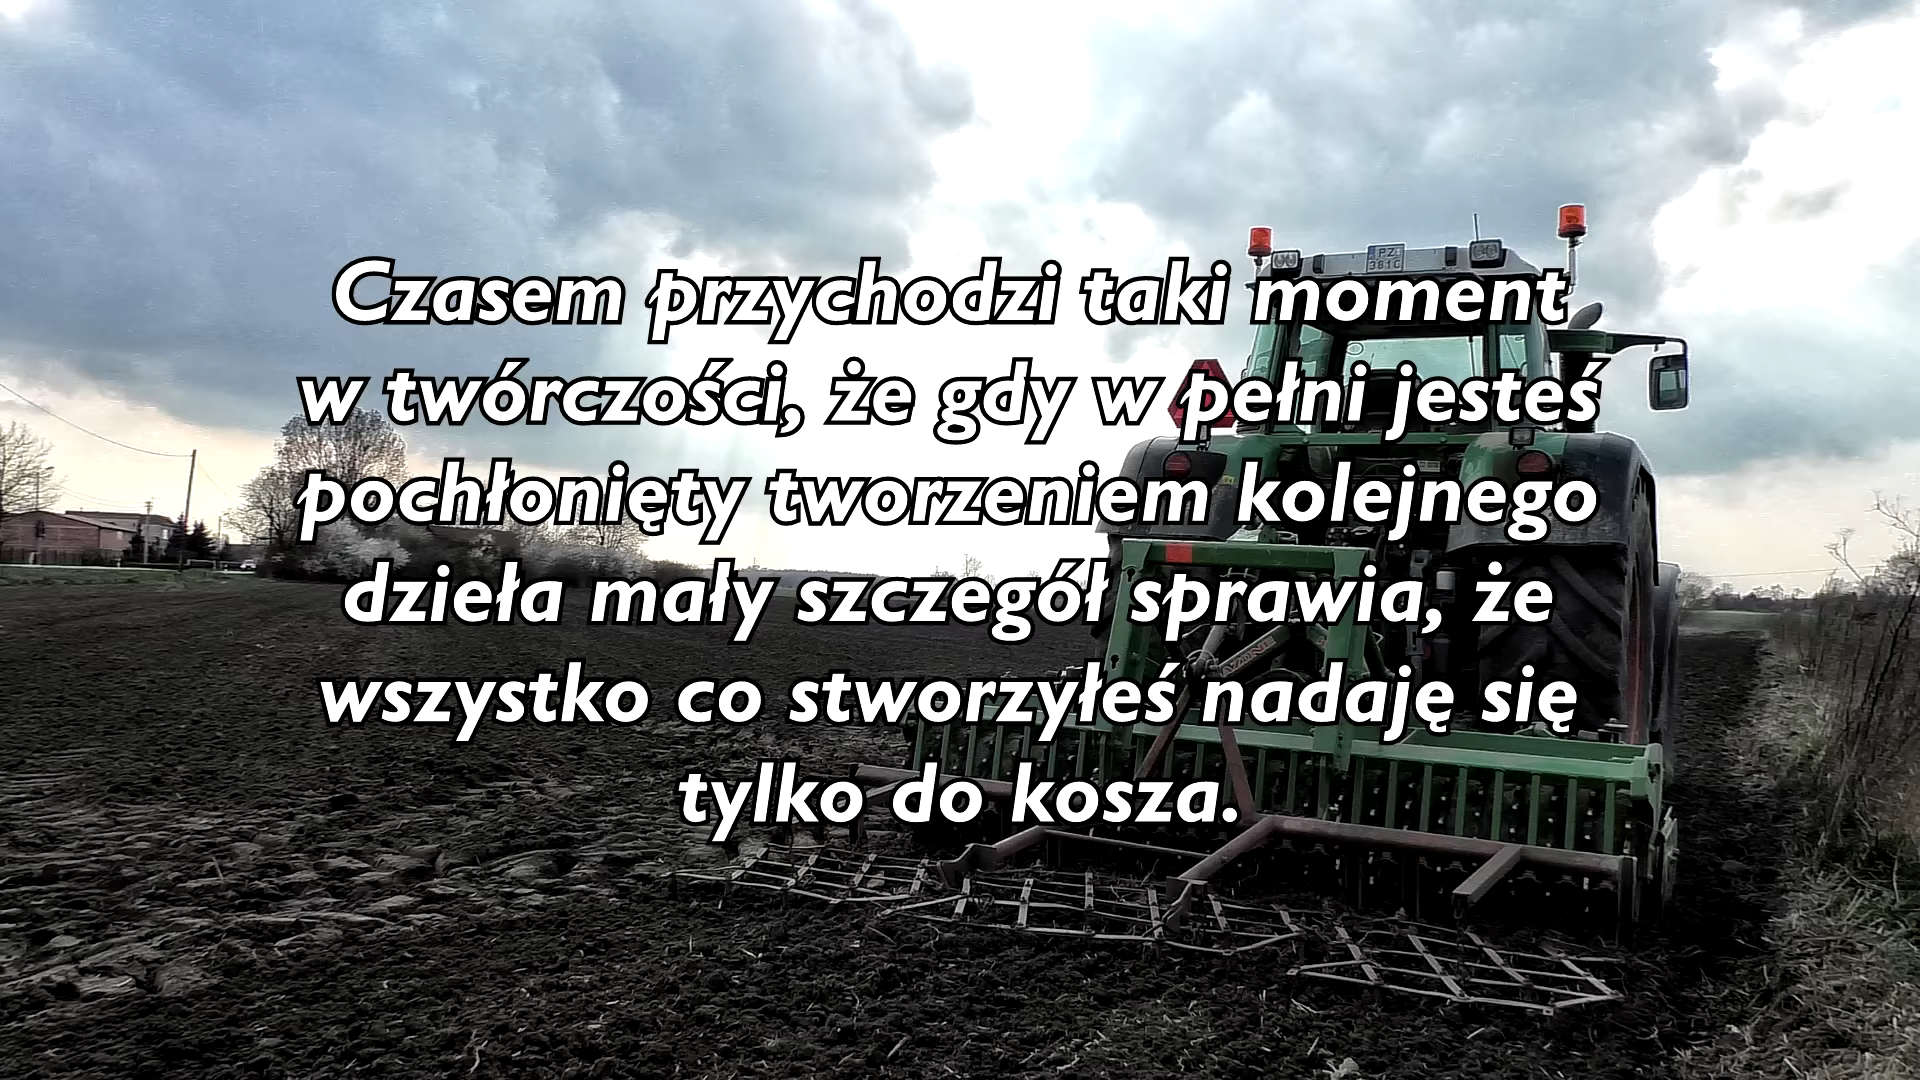 Czasem przychodzi taki moment
w twórczości, że gdy w pełni jesteś
pochłonięty tworzeniem kolejnego
dzieła mały szczegół sprawia, że
wszystko co stworzyłeś nadaję się
tylko do kosza.